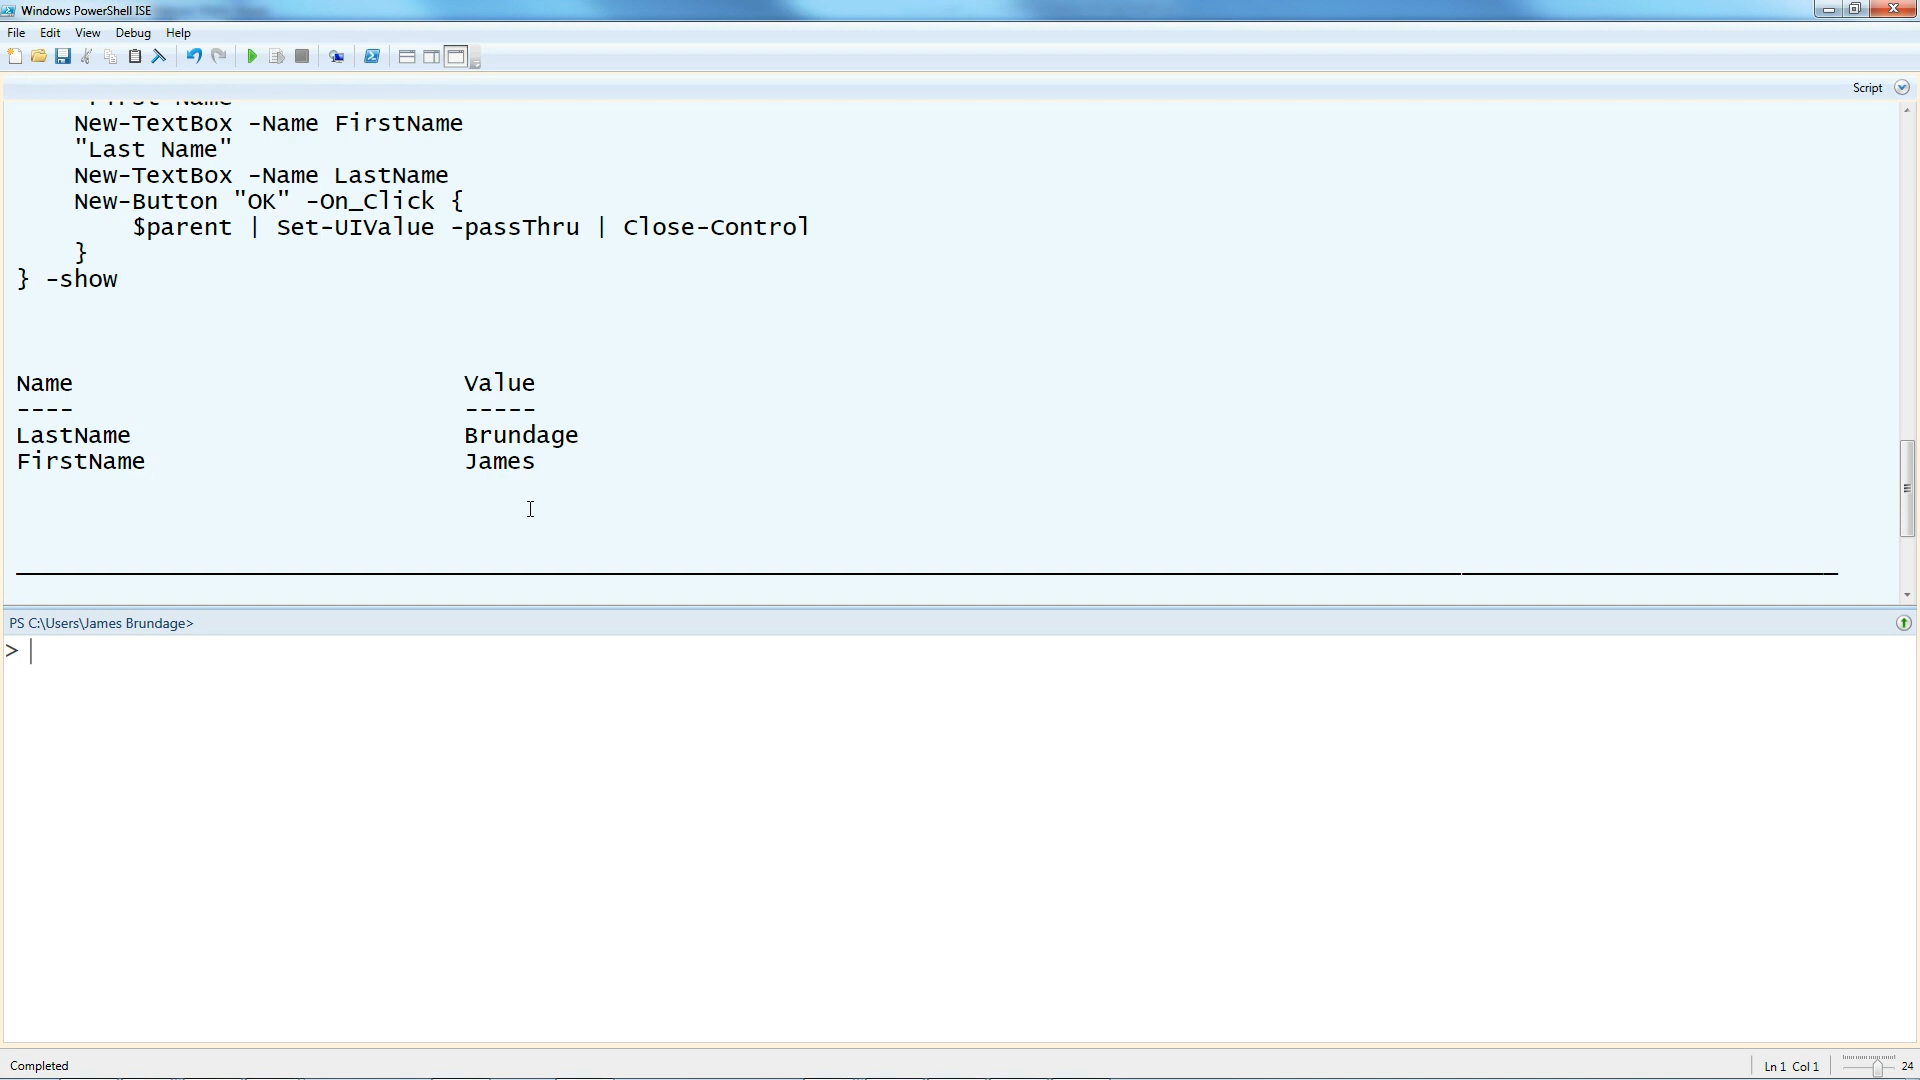 Windows PowerShell ISE
File Edit View Debug Help
Script
New-TextBox -Name FirstName
"Last Name"
New-TextBox -Name LastName
New-Button "OK" -On_Click {
$parent | Set-UIValue -passThru | Close-Control
}
} -show
Name Value
---- -----
LastName Brundage
FirstName James
PS C:\Users\James Brundage>
>
Completed Ln 1 Col 1 24